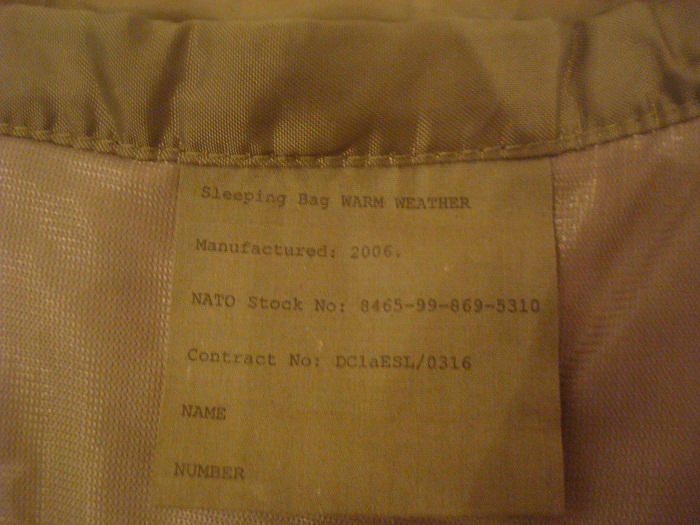 Sleeping Bag WARM WEATHER
Manufactured: 2006.
NATO Stock No: 8465-99-869-5310
Contract No: DC1aESL/0316
NAME
NUMBER